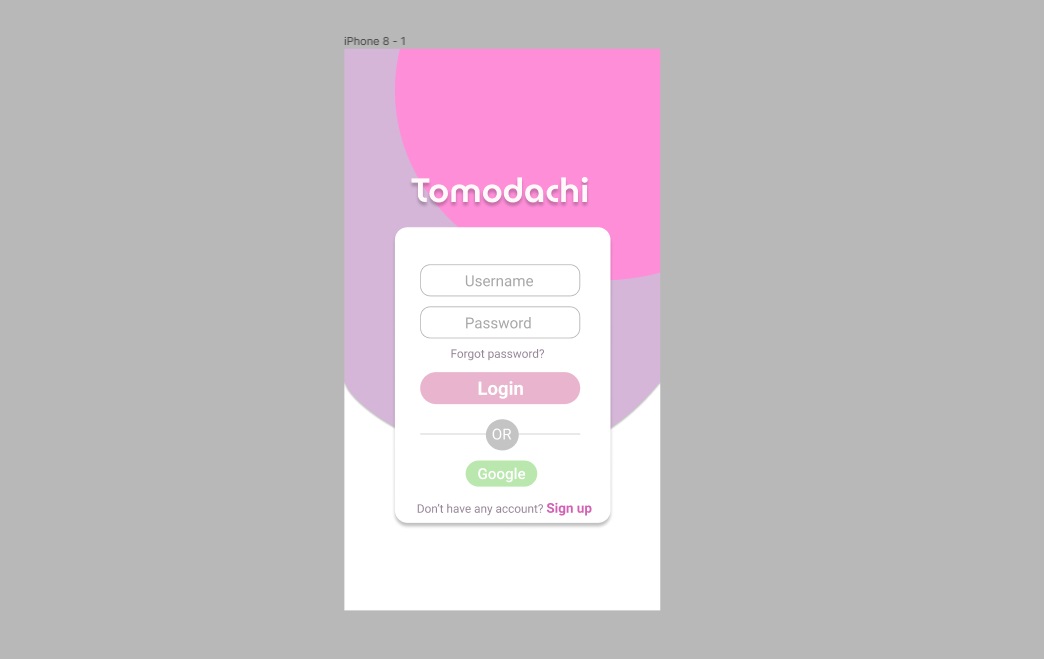 iPhone 8 - 1
Tomodachi
Username
Password
Forgot password?
Login
OR
Google
Don't have any account? Sign up